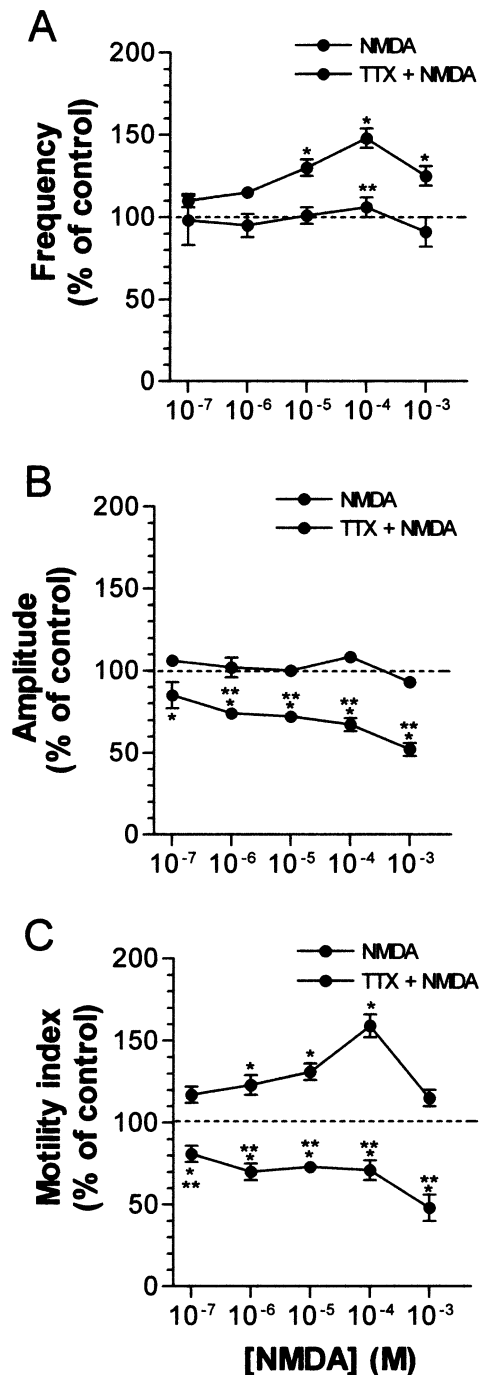 A
NMDA
TTX + NMDA
Frequency
(% of control)
200
150
100
50
0
*
*
*
**
10-7 10-6 10-5 10-4 10-3
B
NMDA
TTX + NMDA
Amplitude
(% of control)
200
150
100
50
0
*
**
*
**
*
**
*
**
*
10-7 10-6 10-5 10-4 10-3
C
NMDA
TTX + NMDA
Motility index
(% of control)
200
150
100
50
0
*
*
*
*
**
**
*
**
*
**
*
**
*
10-7 10-6 10-5 10-4 10-3
[NMDA] (M)